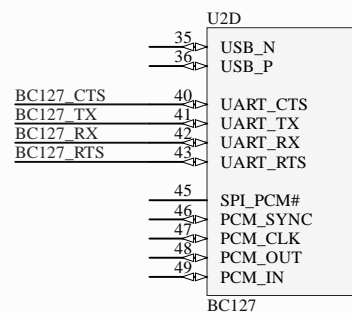 U2D
35 USB_N
36 USB_P
BC127_CTS 40 UART_CTS
BC127_TX 41 UART_TX
BC127_RX 42 UART_RX
BC127_RTS 43 UART_RTS
45 SPI_PCM#
46 PCM_SYNC
47 PCM_CLK
48 PCM_OUT
49 PCM_IN
BC127